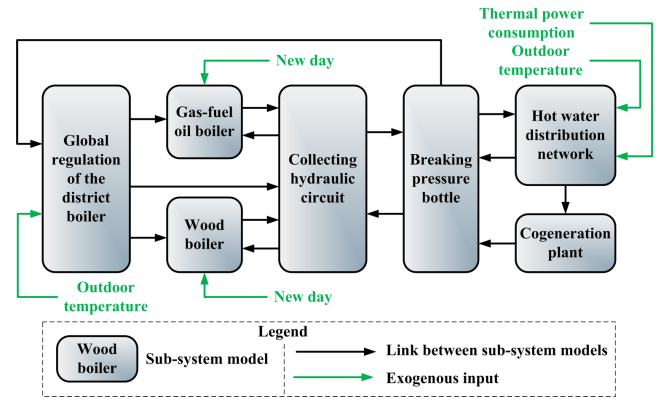 Thermal power
consumption
Outdoor
temperature
New day
Gas-fuel
oil boiler
Global
regulation
of the
district
boiler
Collecting
hydraulic
circuit
Breaking
pressure
bottle
Hot water
distribution
network
Wood
boiler
Cogeneration
plant
Outdoor
temperature
New day
Legend
Wood
boiler
Sub-system model
Link between sub-system models
Exogenous input